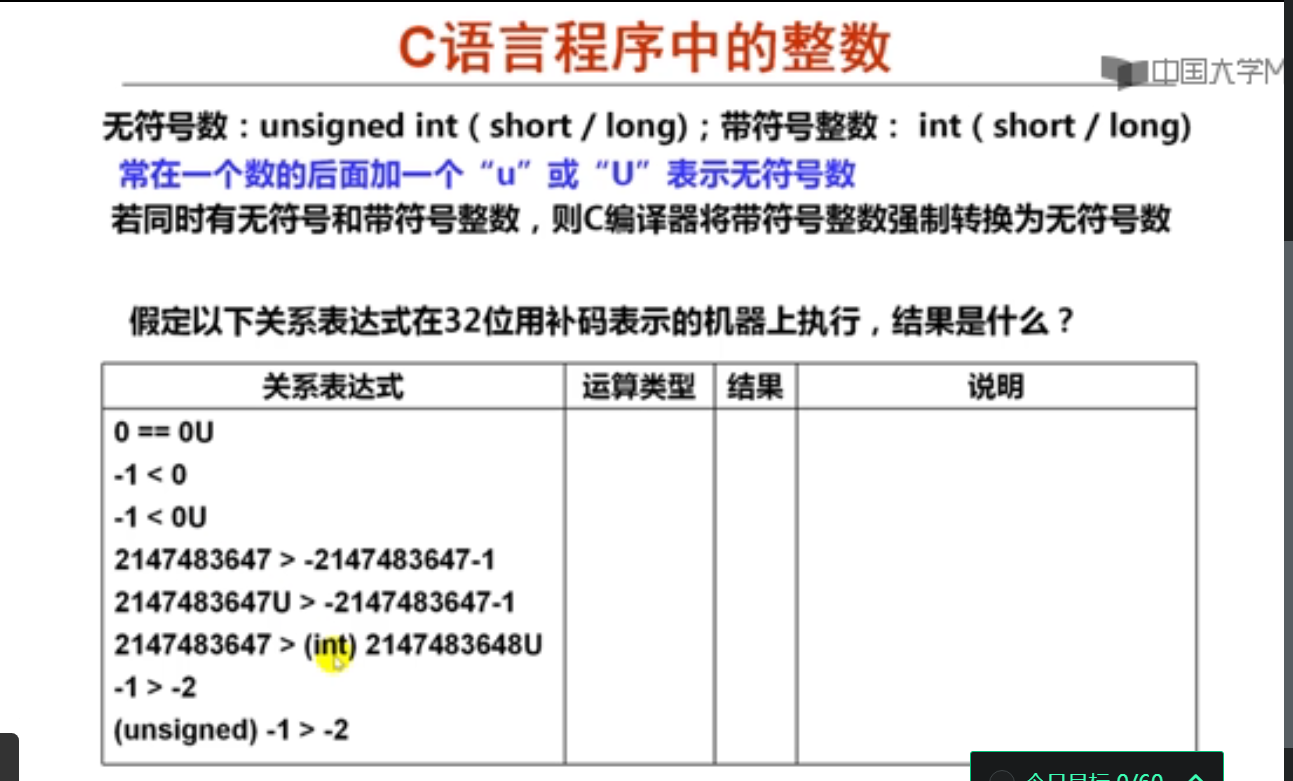 C语言程序中的整数
中国大学M
无符号数：unsigned int ( short / long)；带符号整数： int ( short / long)
常在一个数的后面加一个“u”或“U”表示无符号数
若同时有无符号和带符号整数，则C编译器将带符号整数强制转换为无符号数
假定以下关系表达式在32位用补码表示的机器上执行，结果是什么？
关系表达式 运算类型 结果 说明
0 == 0U
-1 < 0
-1 < 0U
2147483647 > -2147483647-1
2147483647U > -2147483647-1
2147483647 > (int) 2147483648U
-1 > -2
(unsigned) -1 > -2
今日目标 0/60